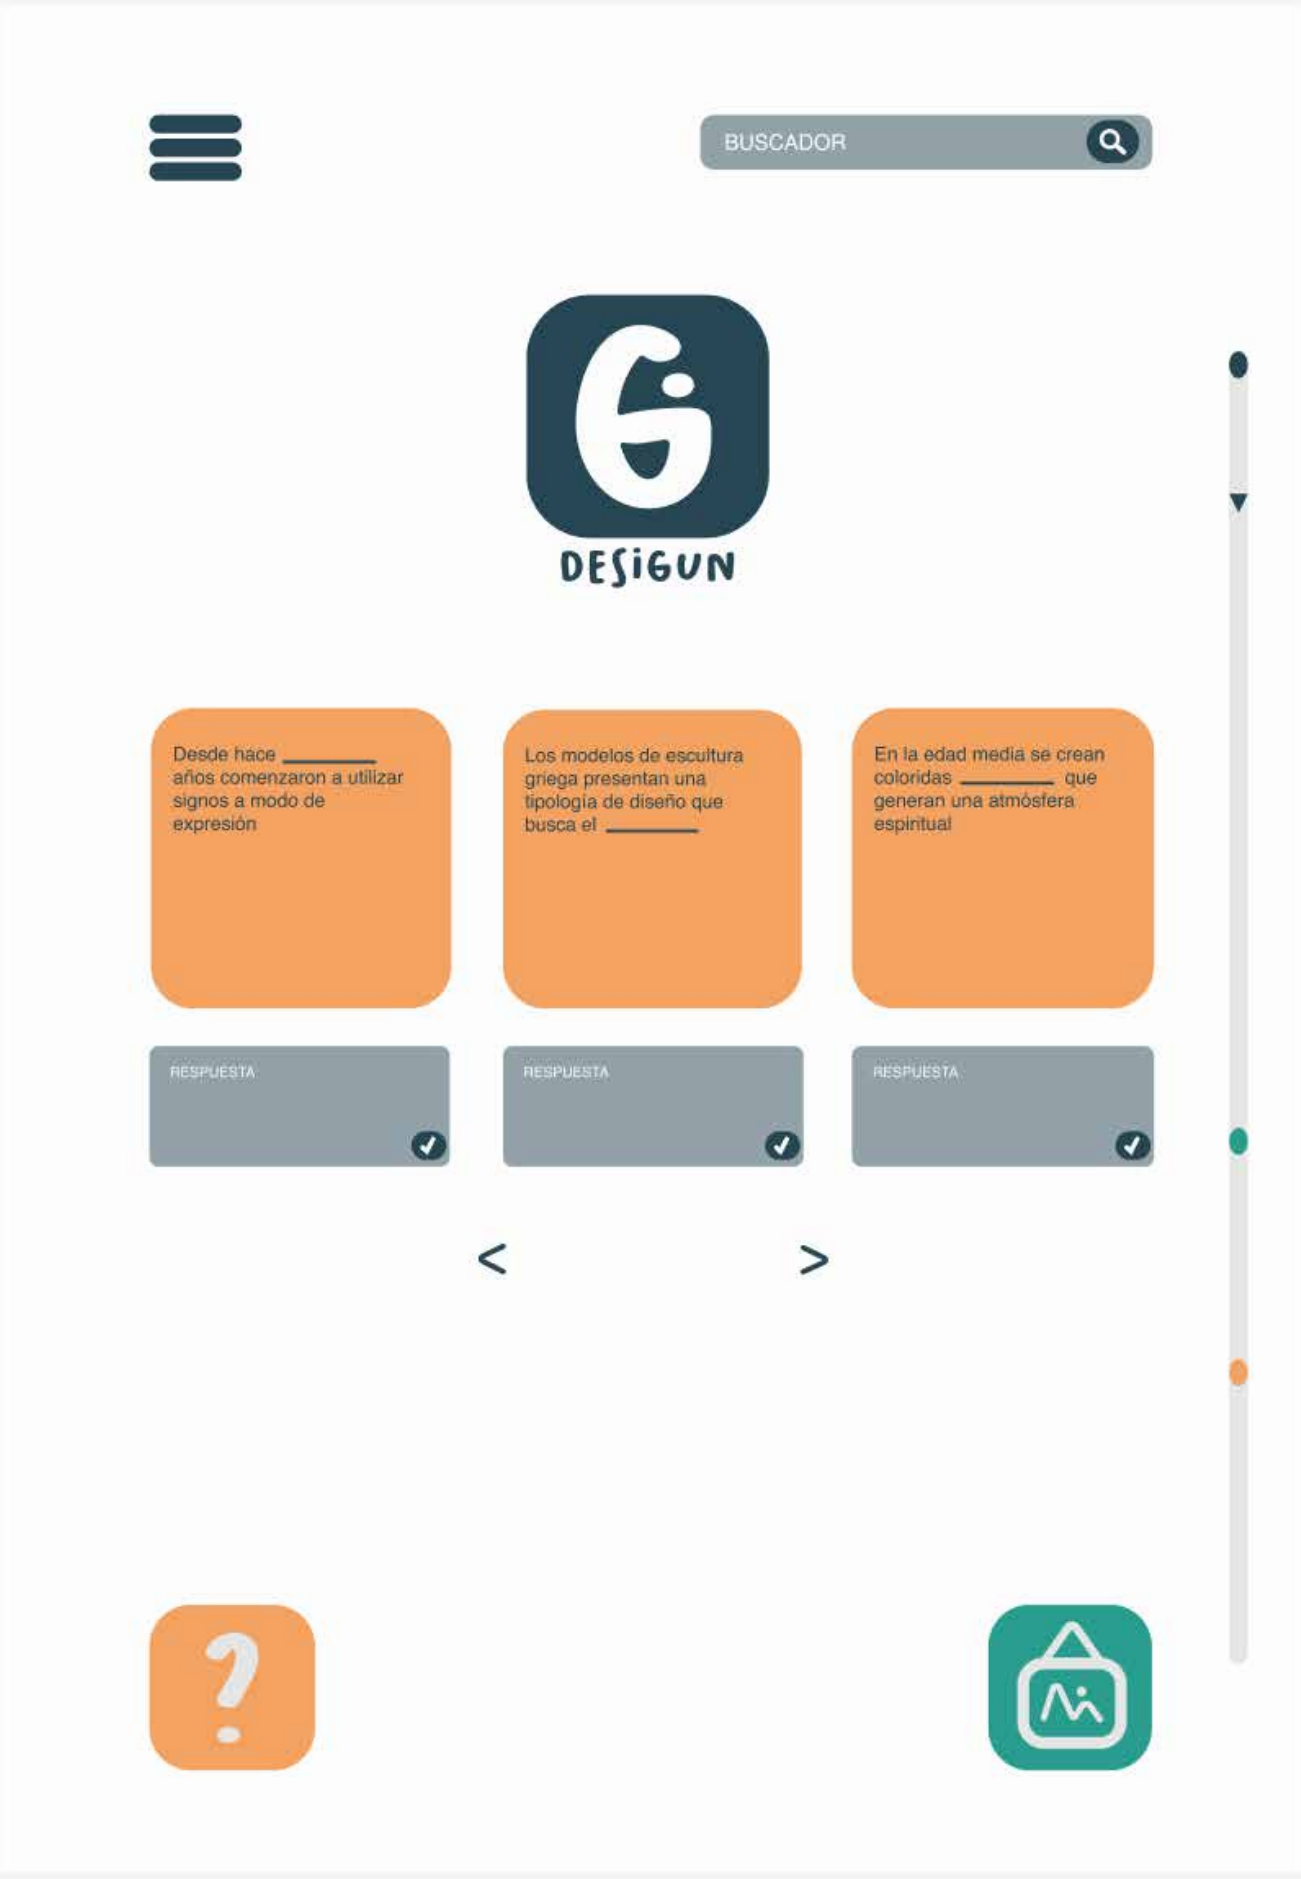 BUSCADOR
DESiGUN
Desde hace ________
años comenzaron a utilizar
signos a modo de
expresión
Los modelos de escultura
griega presentan una
tipología de diseño que
busca el ________
En la edad media se crean
coloridas ________ que
generan una atmósfera
espiritual
RESPUESTA
RESPUESTA
RESPUESTA
< >
?